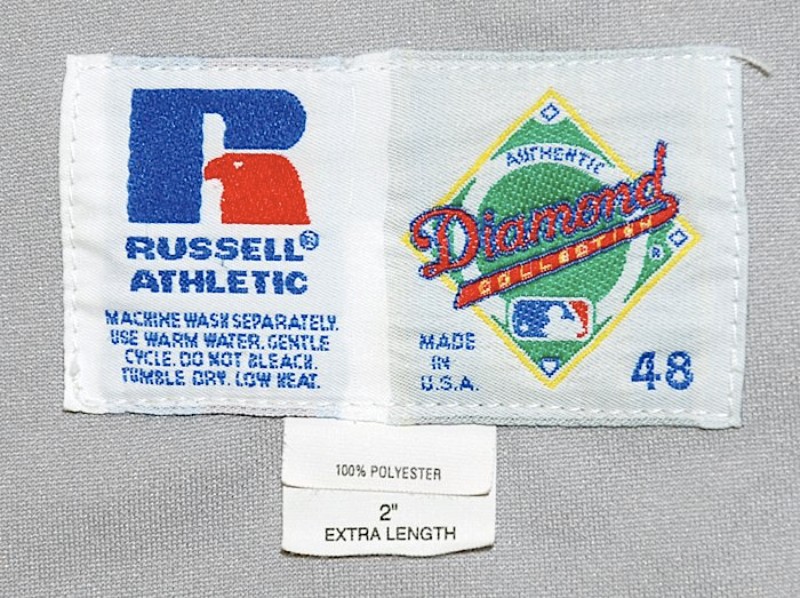 RUSSELL®
ATHLETIC
MACHINE WASH SEPARATELY.
USE WARM WATER. GENTLE
CYCLE. DO NOT BLEACH.
TUMBLE DRY. LOW HEAT.
AUTHENTIC
Diamond
COLLECTION
®
MADE
IN
U.S.A.
48
100% POLYESTER
2"
EXTRA LENGTH